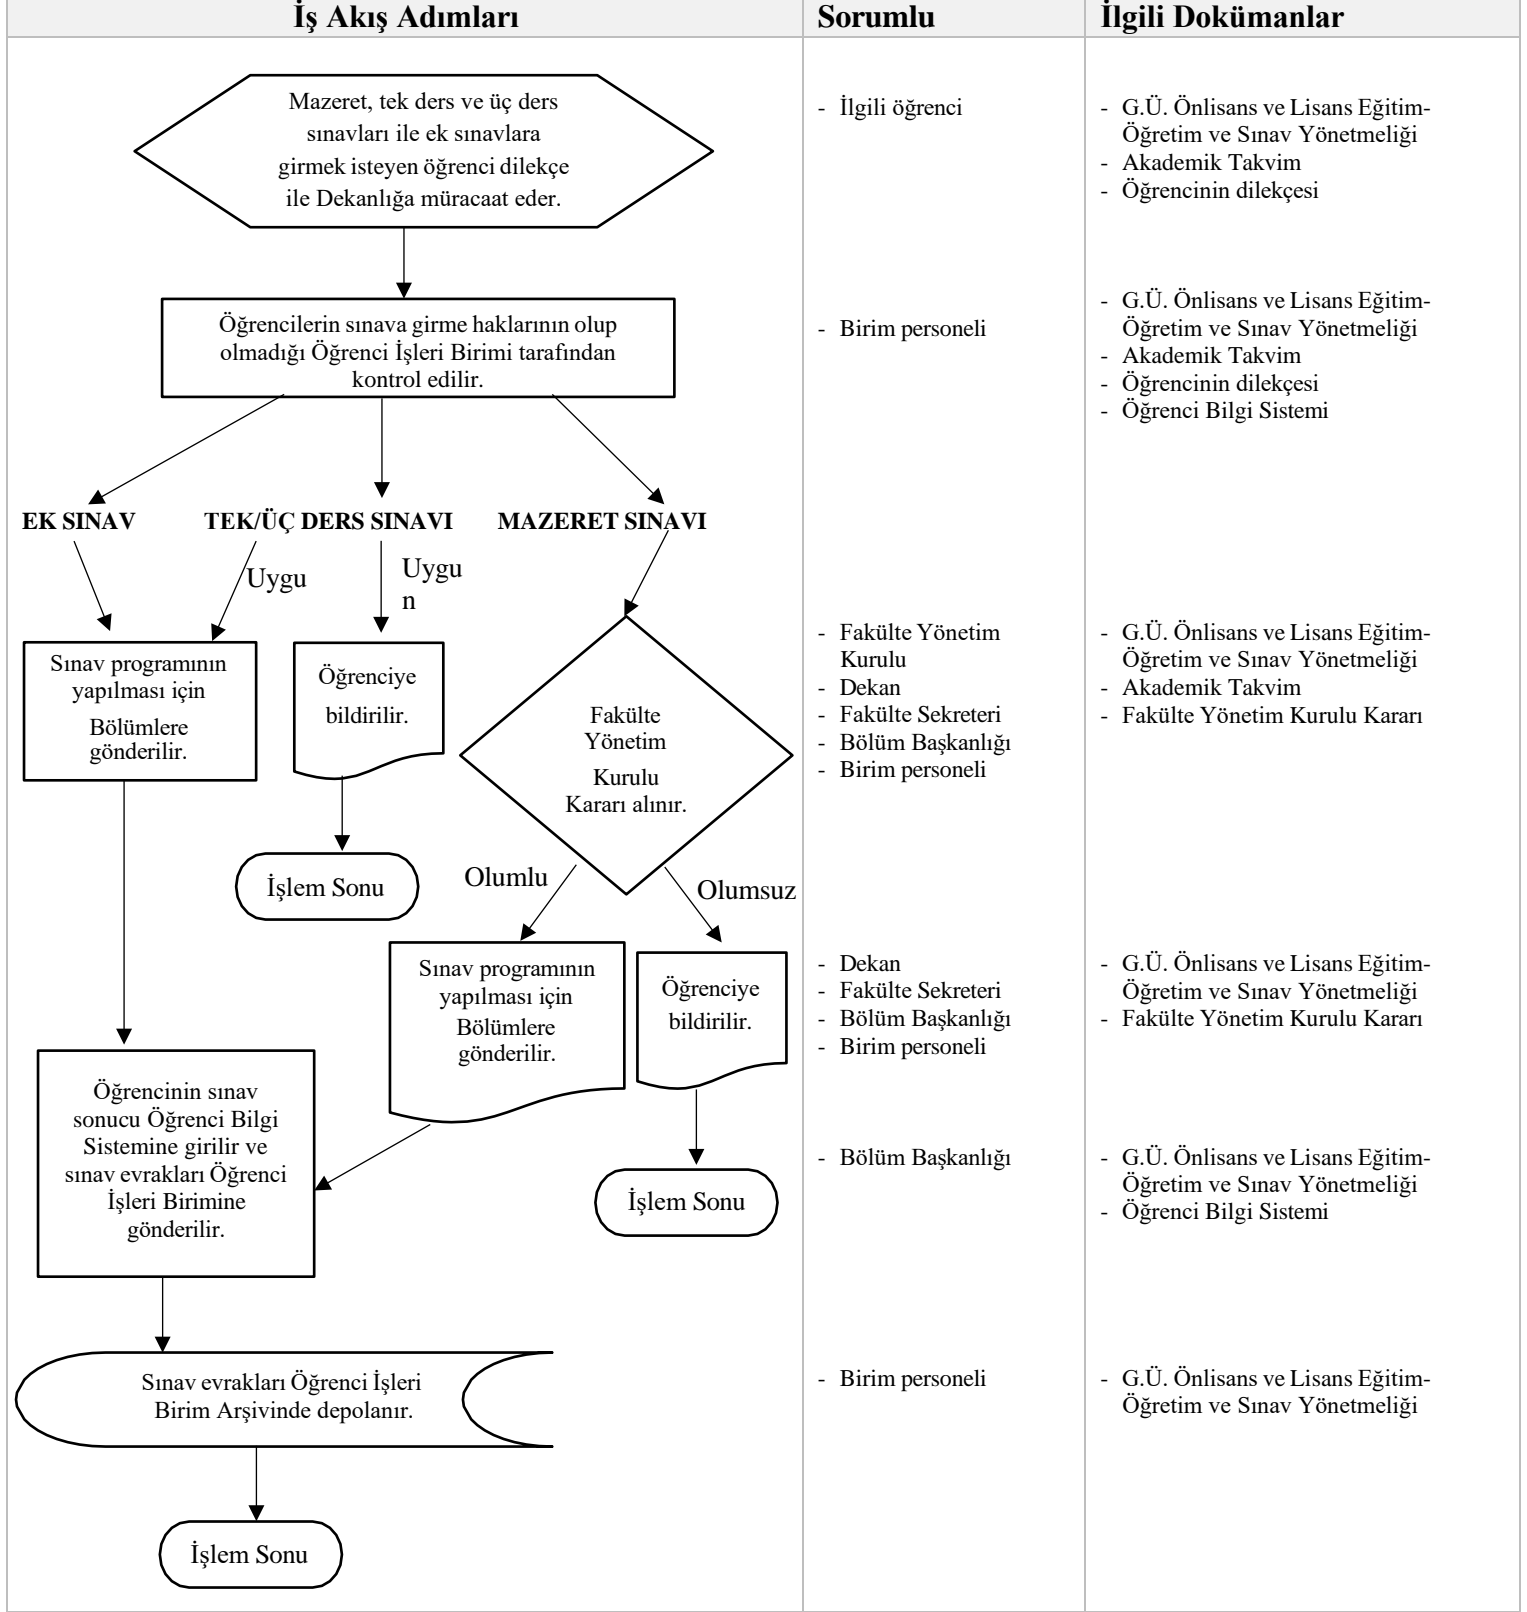 İş Akış Adımları
Sorumlu
İlgili Dokümanlar
Mazeret, tek ders ve üç ders
sınavları ile ek sınavlara
girmek isteyen öğrenci dilekçe
ile Dekanlığa müracaat eder.
- İlgili öğrenci
- G.Ü. Önlisans ve Lisans Eğitim-
Öğretim ve Sınav Yönetmeliği
- Akademik Takvim
- Öğrencinin dilekçesi
Öğrencilerin sınava girme haklarının olup
olmadığı Öğrenci İşleri Birimi tarafından
kontrol edilir.
- Birim personeli
- G.Ü. Önlisans ve Lisans Eğitim-
Öğretim ve Sınav Yönetmeliği
- Akademik Takvim
- Öğrencinin dilekçesi
- Öğrenci Bilgi Sistemi
EK SINAV
TEK/ÜÇ DERS SINAVI
MAZERET SINAVI
Uygu
Uygu
n
Sınav programının
yapılması için
Bölümlere
gönderilir.
Öğrenciye
bildirilir.
Fakülte
Yönetim
Kurulu
Kararı alınır.
- Fakülte Yönetim
Kurulu
- Dekan
- Fakülte Sekreteri
- Bölüm Başkanlığı
- Birim personeli
- G.Ü. Önlisans ve Lisans Eğitim-
Öğretim ve Sınav Yönetmeliği
- Akademik Takvim
- Fakülte Yönetim Kurulu Kararı
İşlem Sonu
Olumlu
Olumsuz
Sınav programının
yapılması için
Bölümlere
gönderilir.
Öğrenciye
bildirilir.
- Dekan
- Fakülte Sekreteri
- Bölüm Başkanlığı
- Birim personeli
- G.Ü. Önlisans ve Lisans Eğitim-
Öğretim ve Sınav Yönetmeliği
- Fakülte Yönetim Kurulu Kararı
Öğrencinin sınav
sonucu Öğrenci Bilgi
Sistemine girilir ve
sınav evrakları Öğrenci
İşleri Birimine
gönderilir.
İşlem Sonu
- Bölüm Başkanlığı
- G.Ü. Önlisans ve Lisans Eğitim-
Öğretim ve Sınav Yönetmeliği
- Öğrenci Bilgi Sistemi
Sınav evrakları Öğrenci İşleri
Birim Arşivinde depolanır.
- Birim personeli
- G.Ü. Önlisans ve Lisans Eğitim-
Öğretim ve Sınav Yönetmeliği
İşlem Sonu